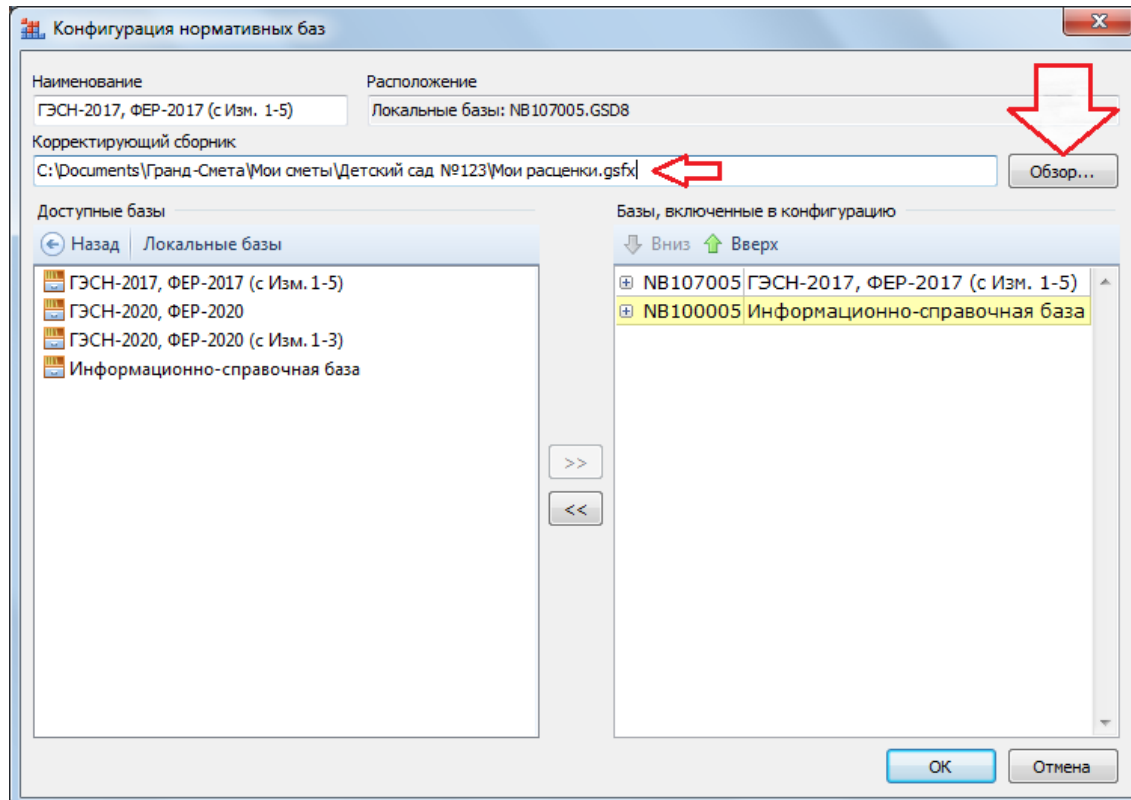 Конфигурация нормативных баз
Наименование
Расположение
ГЭСН-2017, ФЕР-2017 (с Изм. 1-5)
Локальные базы: NB107005.GSD8
Корректирующий сборник
C:\Documents\Гранд-Смета\Мои сметы\Детский сад №123\Мои расценки.gsfx
Обзор...
Доступные базы
Базы, включенные в конфигурацию
Назад
Локальные базы
Вниз
Вверх
ГЭСН-2017, ФЕР-2017 (с Изм. 1-5)
ГЭСН-2020, ФЕР-2020
ГЭСН-2020, ФЕР-2020 (с Изм. 1-3)
Информационно-справочная база
NB107005 ГЭСН-2017, ФЕР-2017 (с Изм. 1-5)
NB100005 Информационно-справочная база
>>
<<
ОК
Отмена